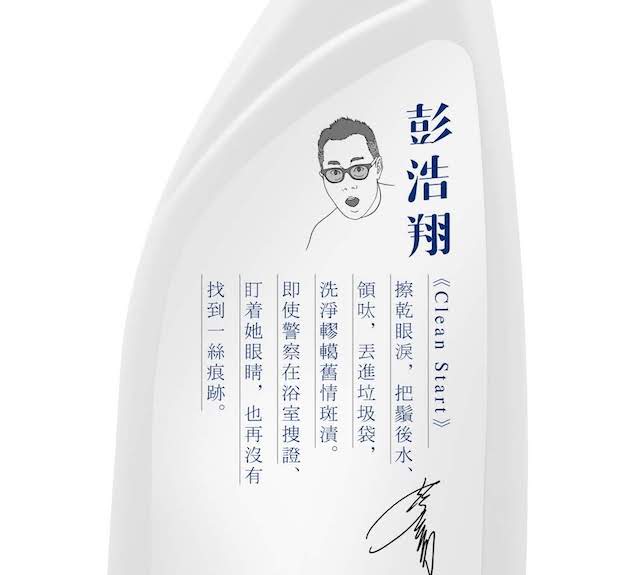 彭浩翔
《Clean Start》
擦乾眼淚，把鬚後水、
領呔，丟進垃圾袋，
洗淨轇轕舊情斑漬。
即使警察在浴室搜證、
盯着她眼睛，也再沒有
找到一絲痕跡。